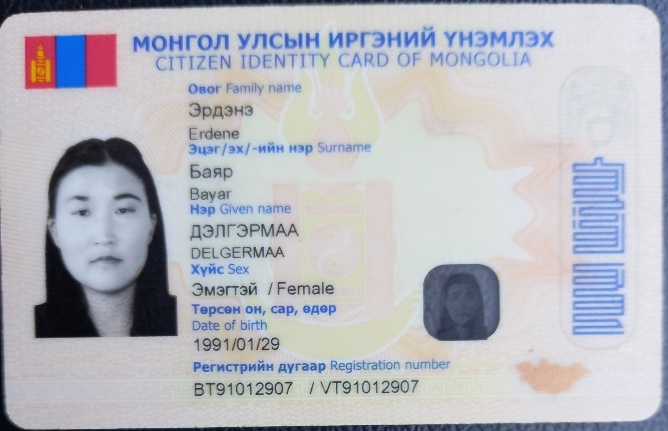 МОНГОЛ УЛСЫН ИРГЭНИЙ ҮНЭМЛЭХ
CITIZEN IDENTITY CARD OF MONGOLIA
Овог Family name
Эрдэнэ
Erdene
Эцэг/эх/-ийн нэр Surname
Баяр
Bayar
Нэр Given name
ДЭЛГЭРМАА
DELGERMAA
Хүйс Sex
Эмэгтэй / Female
Төрсөн он, сар, өдөр
Date of birth
1991/01/29
Регистрийн дугаар Registration number
ВТ91012907 / VT91012907